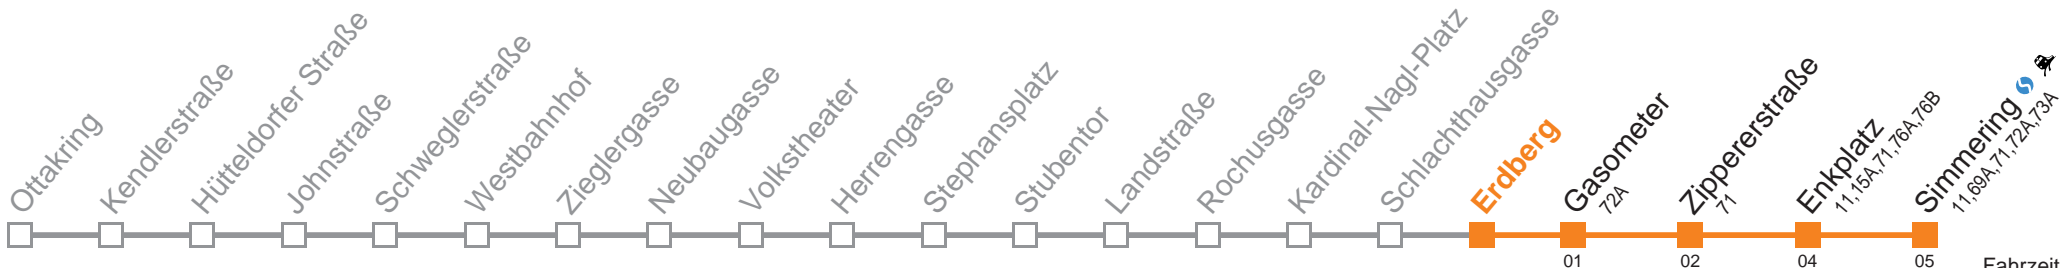 Ottakring
Kendlerstraße
Hütteldorfer Straße
Johnstraße
Schweglerstraße
Westbahnhof
Zieglergasse
Neubaugasse
Volkstheater
Herrengasse
Stephansplatz
Stubentor
Landstraße
Rochusgasse
Kardinal-Nagl-Platz
Schlachthausgasse
Erdberg
Gasometer
72A
Zippererstraße
71
Enkplatz
11,15A,71,76A,76B
Simmering
11,69A,71,72A,73A
01
02
04
05
Fahrzeit